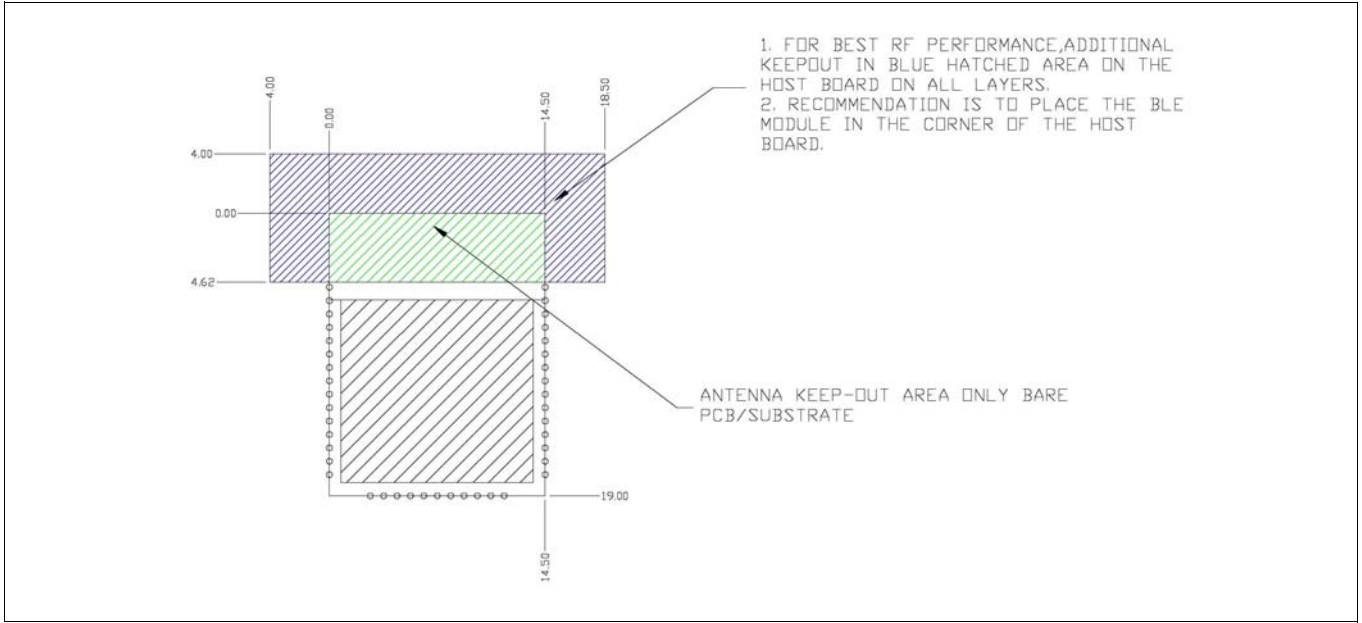 1. FOR BEST RF PERFORMANCE,ADDITIONAL
KEEPOUT IN BLUE HATCHED AREA ON THE
HOST BOARD ON ALL LAYERS.
2. RECOMMENDATION IS TO PLACE THE BLE
MODULE IN THE CORNER OF THE HOST
BOARD.
4.00
0.00
14.50
18.50
4.00
0.00
4.62
ANTENNA KEEP-OUT AREA ONLY BARE
PCB/SUBSTRATE
19.00
14.50